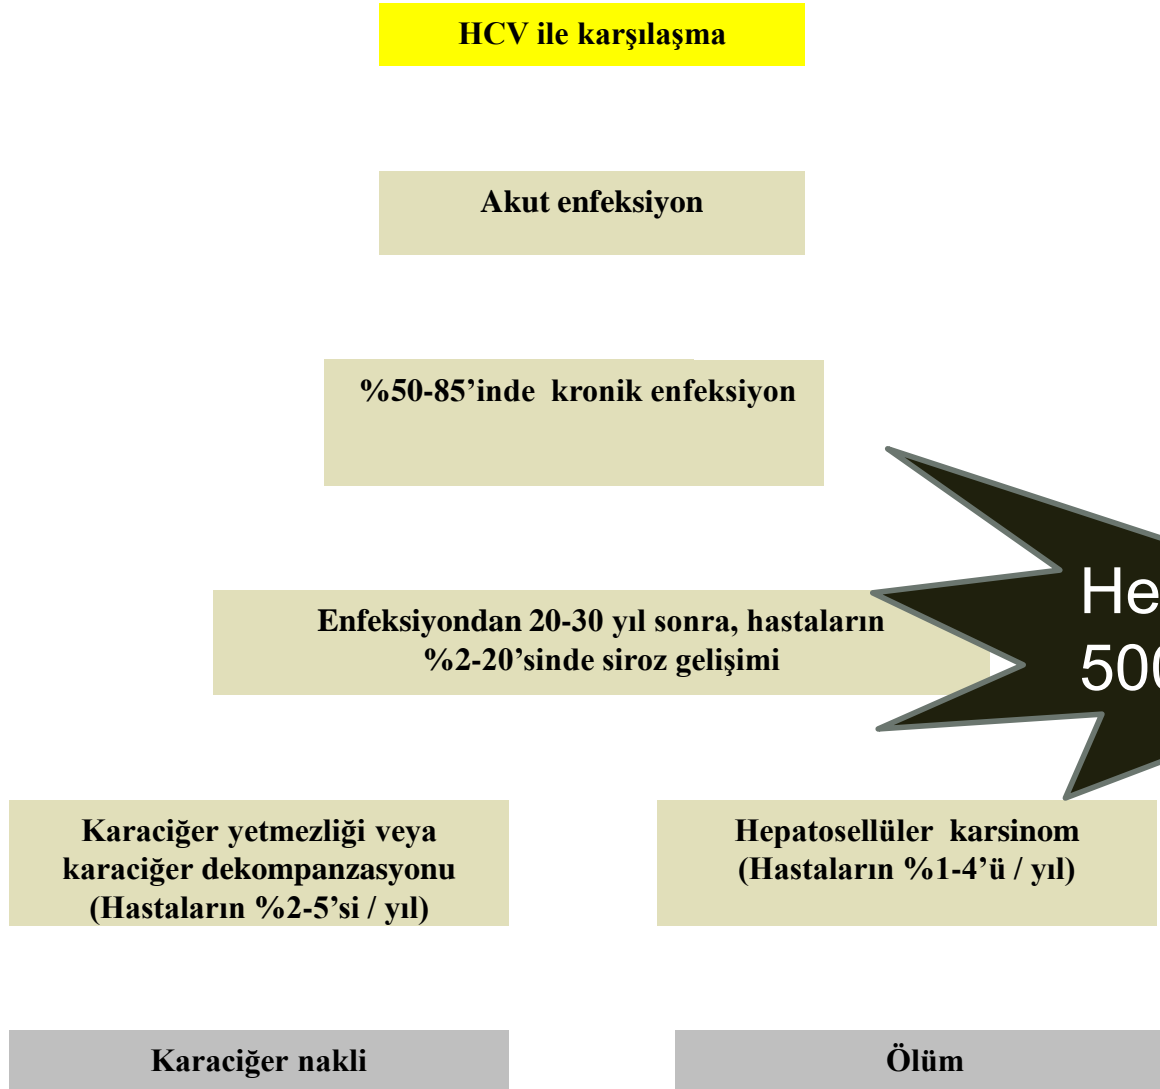 HCV ile karşılaşma
Akut enfeksiyon
%50-85’inde kronik enfeksiyon
Enfeksiyondan 20-30 yıl sonra, hastaların
%2-20’sinde siroz gelişimi
Karaciğer yetmezliği veya
karaciğer dekompanzasyonu
(Hastaların %2-5’si / yıl)
Hepatosellüler karsinom
(Hastaların %1-4’ü / yıl)
Karaciğer nakli
Ölüm